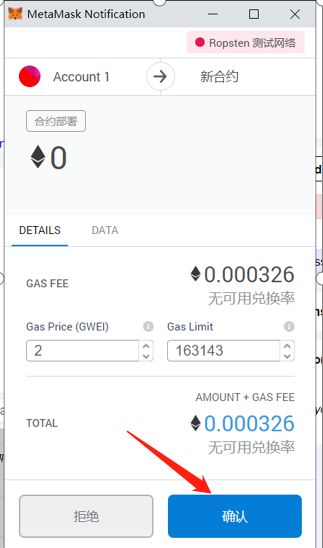 MetaMask Notification
Ropsten 测试网络
Account 1
新合约
合约部署
0
DETAILS
DATA
GAS FEE
0.000326
无可用兑换率
Gas Price (GWEI)
Gas Limit
2
163143
AMOUNT + GAS FEE
TOTAL
0.000326
无可用兑换率
拒绝
确认